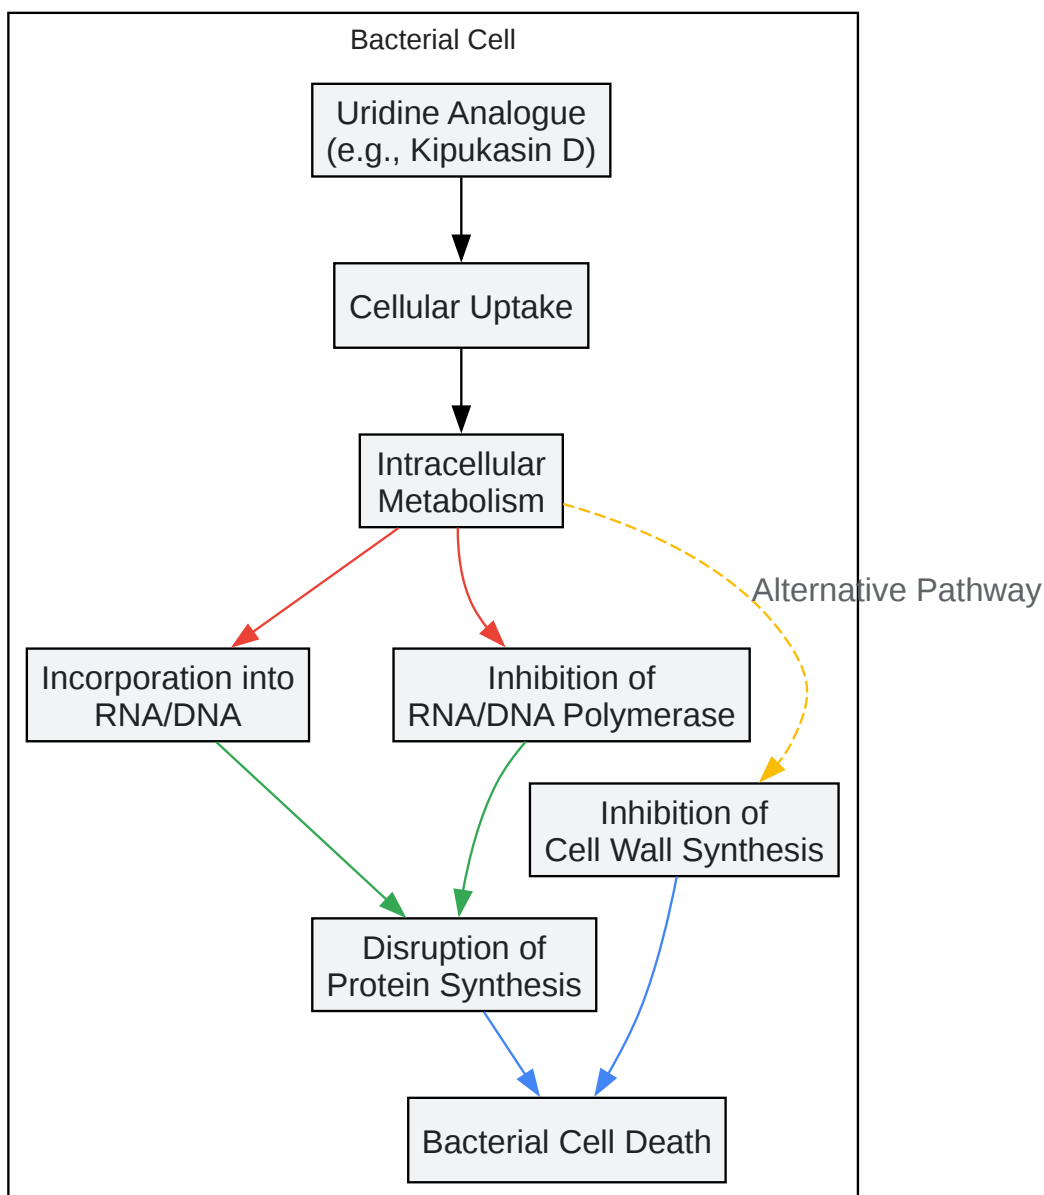 Bacterial Cell
Uridine Analogue
(e.g., Kipukasin D)
Cellular Uptake
Intracellular
Metabolism
Alternative Pathway
Incorporation into
RNA/DNA
Inhibition of
RNA/DNA Polymerase
Inhibition of
Cell Wall Synthesis
Disruption of
Protein Synthesis
Bacterial Cell Death